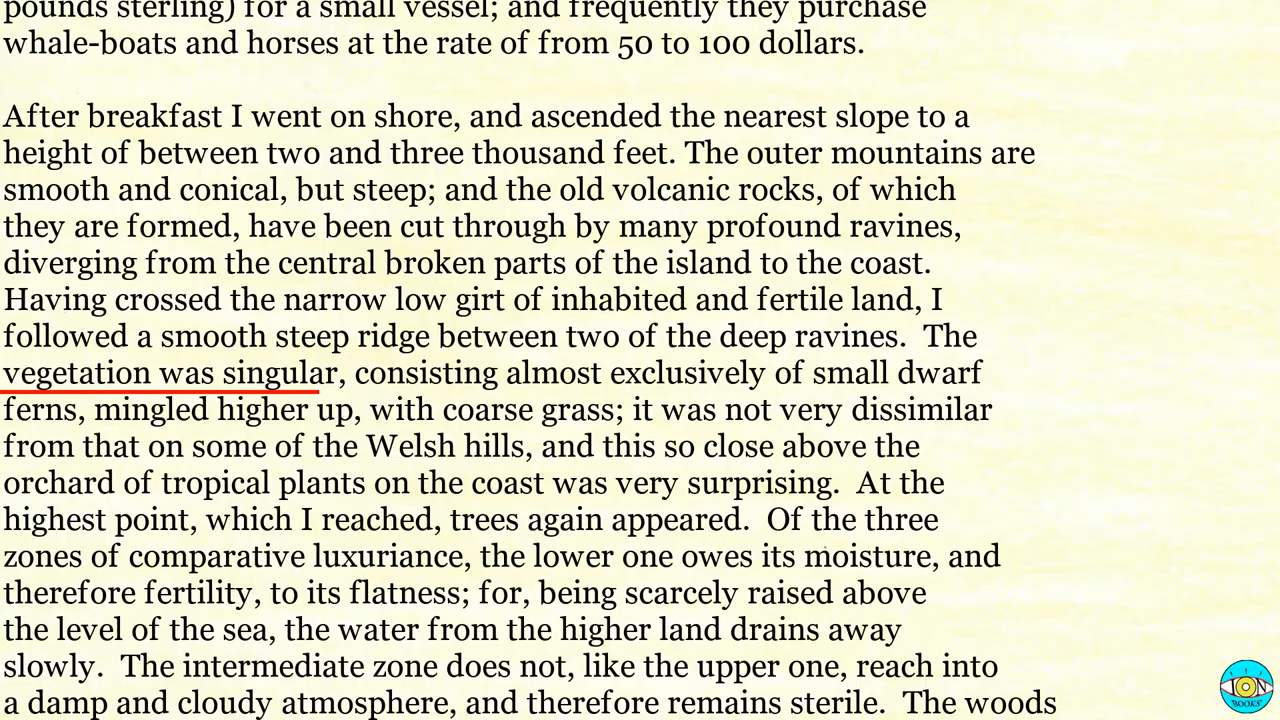 pounds sterling) for a small vessel; and frequently they purchase
whale-boats and horses at the rate of from 50 to 100 dollars.
After breakfast I went on shore, and ascended the nearest slope to a
height of between two and three thousand feet. The outer mountains are
smooth and conical, but steep; and the old volcanic rocks, of which
they are formed, have been cut through by many profound ravines,
diverging from the central broken parts of the island to the coast.
Having crossed the narrow low girt of inhabited and fertile land, I
followed a smooth steep ridge between two of the deep ravines.  The
vegetation was singular, consisting almost exclusively of small dwarf
ferns, mingled higher up, with coarse grass; it was not very dissimilar
from that on some of the Welsh hills, and this so close above the
orchard of tropical plants on the coast was very surprising.  At the
highest point, which I reached, trees again appeared.  Of the three
zones of comparative luxuriance, the lower one owes its moisture, and
therefore fertility, to its flatness; for, being scarcely raised above
the level of the sea, the water from the higher land drains away
slowly.  The intermediate zone does not, like the upper one, reach into
a damp and cloudy atmosphere, and therefore remains sterile.  The woods
ION
BOOKS